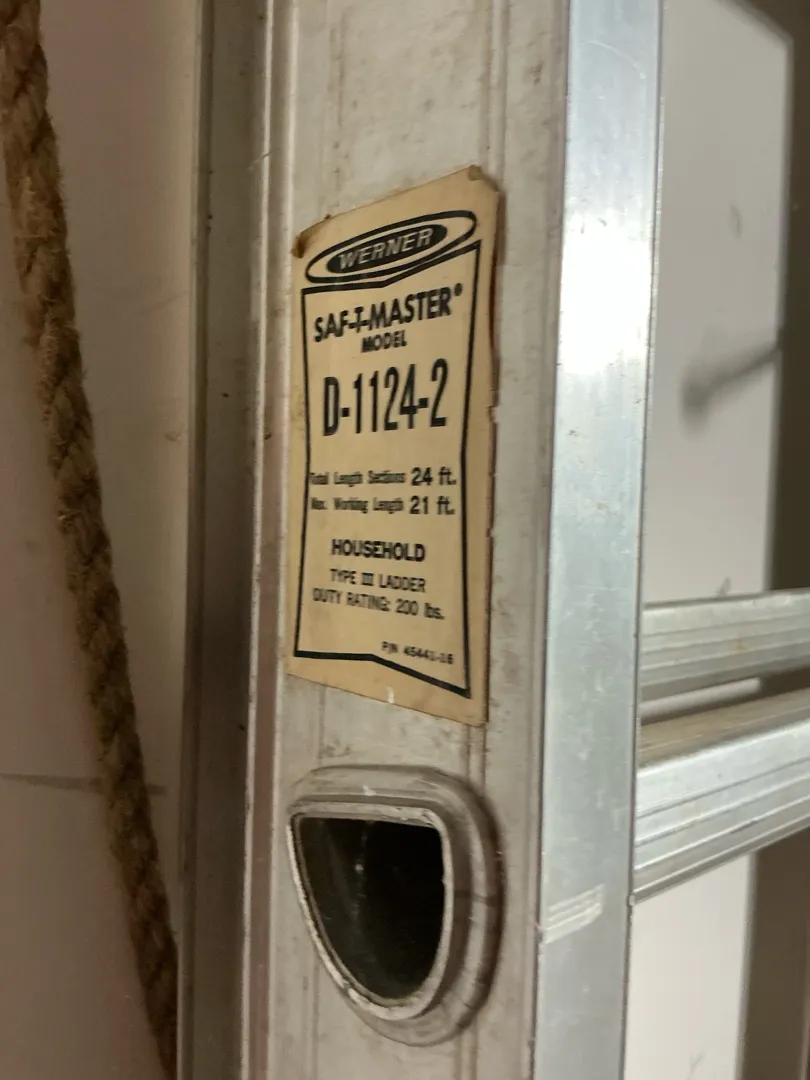 WERNER
SAF-T-MASTER®
MODEL
D-1124-2
Total Length Sections 24 ft.
Max. Working Length 21 ft.
HOUSEHOLD
TYPE III LADDER
DUTY RATING: 200 lbs.
P/N 45441-16